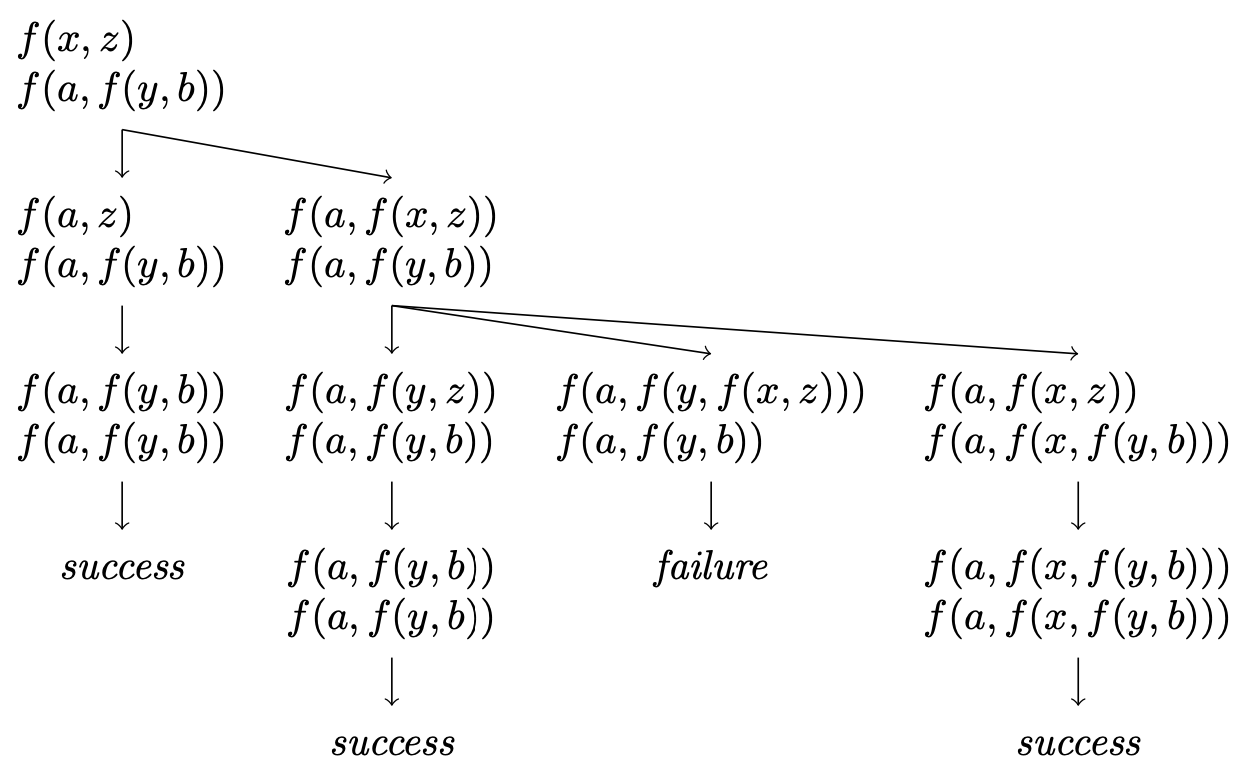 f(x, z)
f(a, f(y, b))
f(a, z)
f(a, f(y, b))
f(a, f(x, z))
f(a, f(y, b))
f(a, f(y, b))
f(a, f(y, b))
f(a, f(y, z))
f(a, f(y, b))
f(a, f(y, f(x, z)))
f(a, f(y, b))
f(a, f(x, z))
f(a, f(x, f(y, b)))
success
f(a, f(y, b))
f(a, f(y, b))
failure
f(a, f(x, f(y, b)))
f(a, f(x, f(y, b)))
success
success